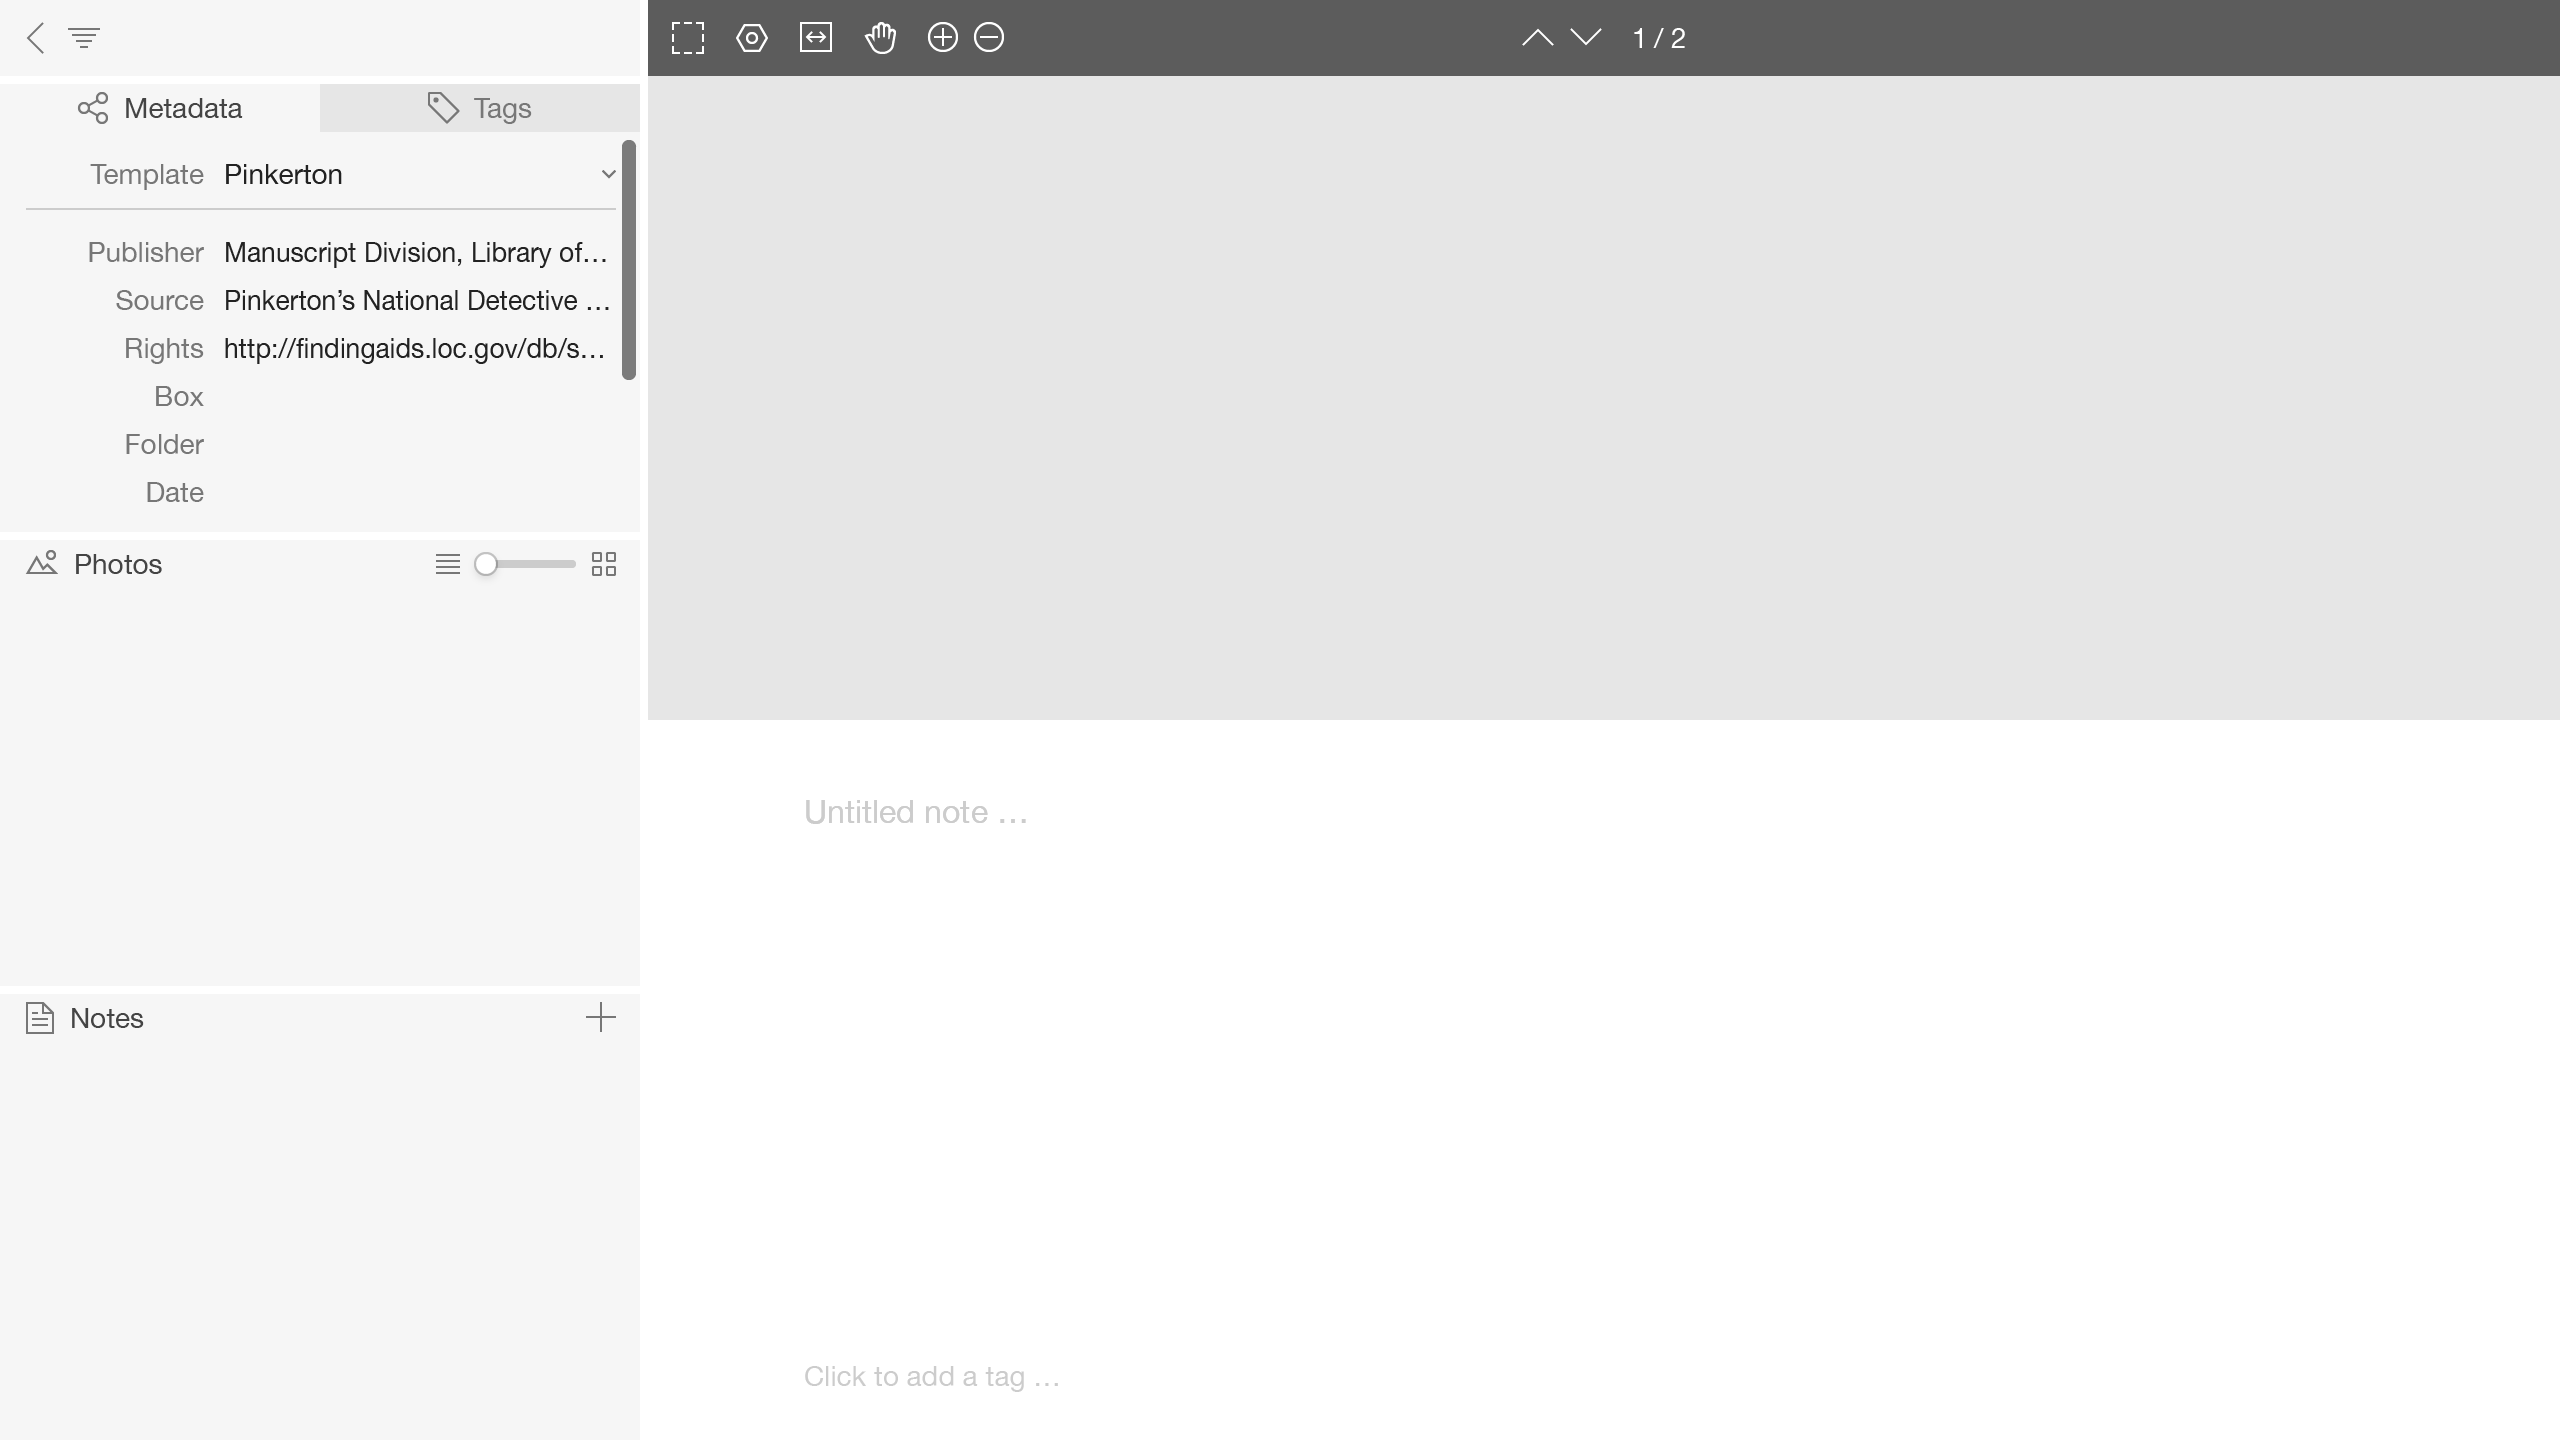 1 / 2
Metadata
Tags
Template Pinkerton
Publisher Manuscript Division, Library of…
Source Pinkerton’s National Detective …
Rights http://findingaids.loc.gov/db/s…
Box
Folder
Date
Photos
Notes
Untitled note …
Click to add a tag …